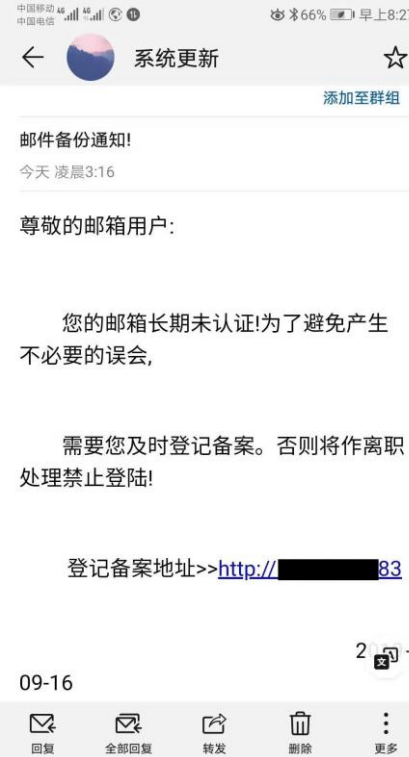 中国移动 46 46 66% 早上8:2
中国电信
系统更新
添加至群组
邮件备份通知!
今天 凌晨3:16
尊敬的邮箱用户:
您的邮箱长期未认证!为了避免产生
不必要的误会,
需要您及时登记备案。否则将作离职
处理禁止登陆!
登记备案地址>>http:// 83
09-16
回复 全部回复 转发 删除 更多